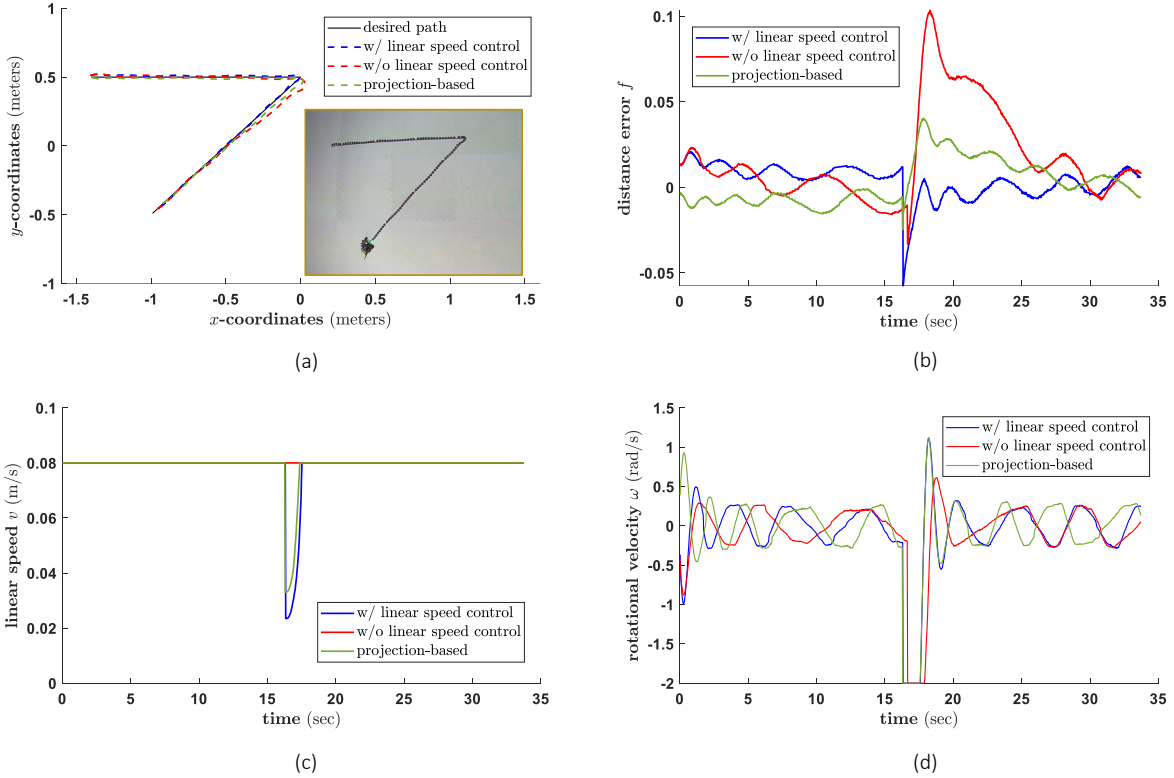 desired path
w/ linear speed control
w/o linear speed control
projection-based
1
0.5
0
-0.5
-1
y-coordinates (meters)
-1.5
-1
-0.5
0
0.5
1
1.5
x-coordinates (meters)
(a)
w/ linear speed control
w/o linear speed control
projection-based
0.1
0.05
0
-0.05
distance error f
0
5
10
15
20
25
30
35
time (sec)
(b)
0.1
0.08
0.06
0.04
0.02
0
linear speed v (m/s)
w/ linear speed control
w/o linear speed control
projection-based
0
5
10
15
20
25
30
35
time (sec)
(c)
1.5
1
0.5
0
-0.5
-1
-1.5
-2
rotational velocity ω (rad/s)
w/ linear speed control
w/o linear speed control
projection-based
0
5
10
15
20
25
30
35
time (sec)
(d)